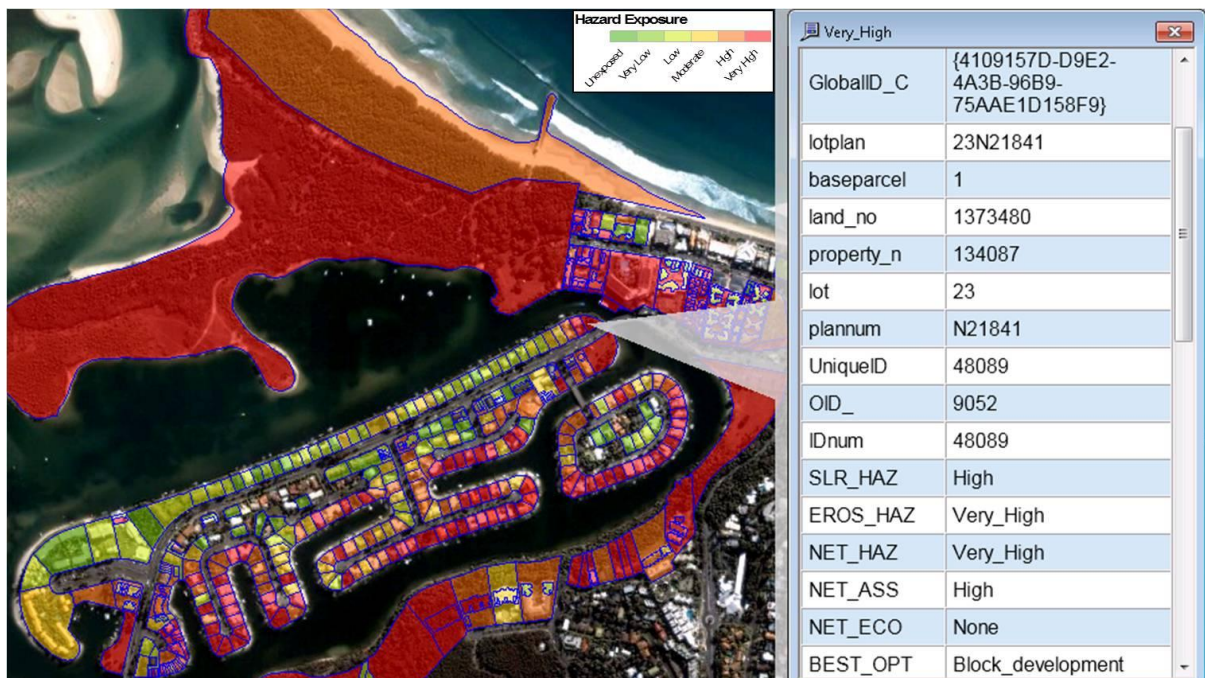 Hazard Exposure
Unexposed
Very Low
Low
Moderate
High
Very High
Very_High
GlobalID_C
{4109157D-D9E2-
4A3B-96B9-
75AAE1D158F9}
lotplan 23N21841
baseparcel 1
land_no 1373480
property_n 134087
lot 23
plannum N21841
UniqueID 48089
OID_ 9052
IDnum 48089
SLR_HAZ High
EROS_HAZ Very_High
NET_HAZ Very_High
NET_ASS High
NET_ECO None
BEST_OPT Block_development